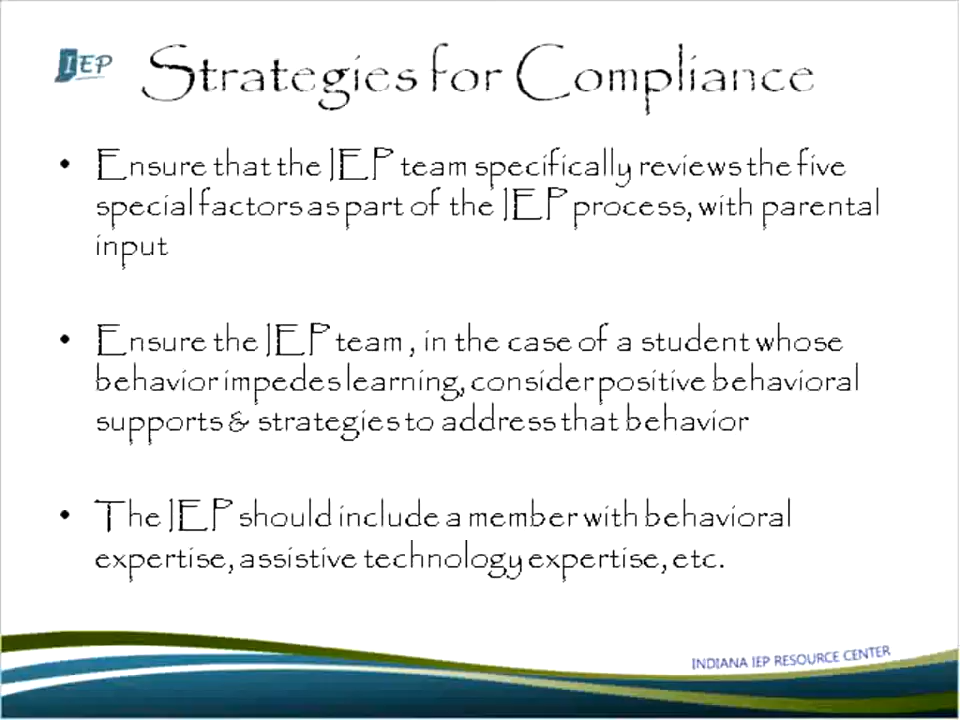 IEP
Strategies for Compliance
• Ensure that the IEP team specifically reviews the five
special factors as part of the IEP process, with parental
input
• Ensure the IEP team , in the case of a student whose
behavior impedes learning, consider positive behavioral
supports & strategies to address that behavior
• The IEP should include a member with behavioral
expertise, assistive technology expertise, etc.
INDIANA IEP RESOURCE CENTER